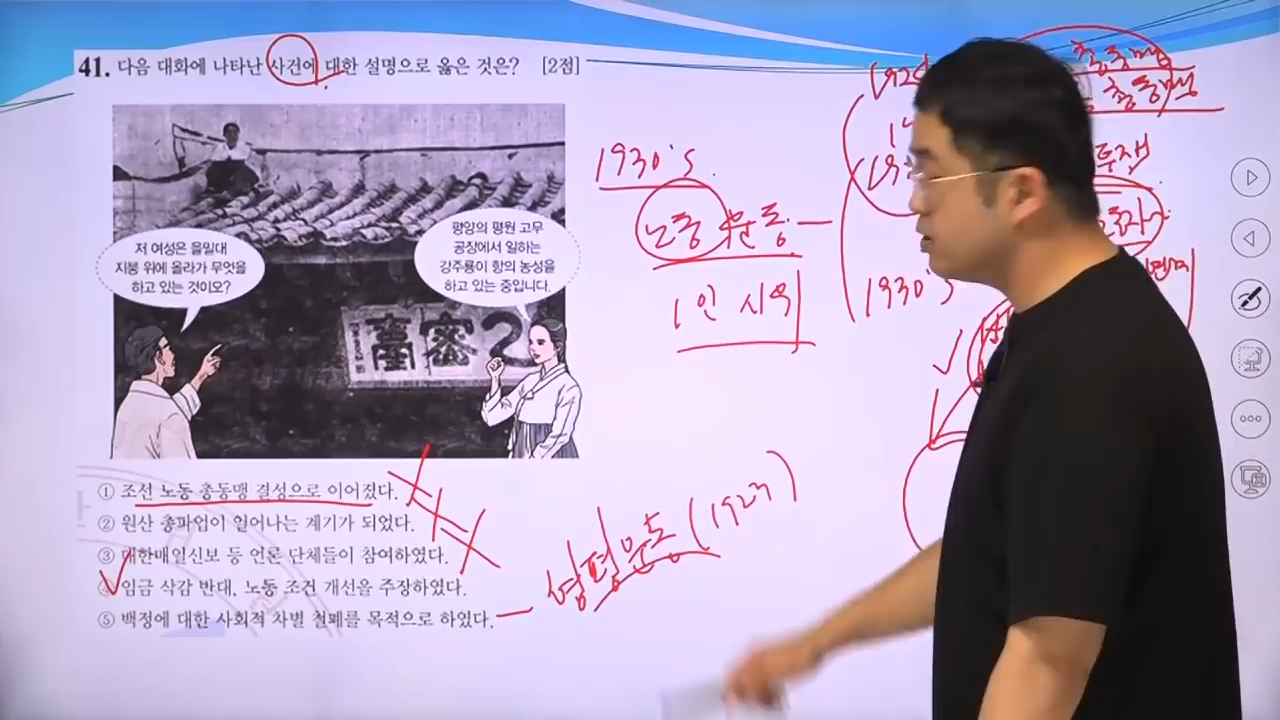 41. 다음 대화에 나타난 사건에 대한 설명으로 옳은 것은? [2점]
저 여성은 을밀대
지붕 위에 올라가 무엇을
하고 있는 것이오?
평양의 평원 고무
공장에서 일하는
강주룡이 항의 농성을
하고 있는 중입니다.
臺密乙
① 조선 노동 총동맹 결성으로 이어졌다.
② 원산 총파업이 일어나는 계기가 되었다.
③ 대한매일신보 등 언론 단체들이 참여하였다.
④ 임금 삭감 반대, 노동 조건 개선을 주장하였다.
⑤ 백정에 대한 사회적 차별 철폐를 목적으로 하였다.
형평운동(1923)
1930's
노동 운동
1인 시위
총동맹
투쟁
1930's